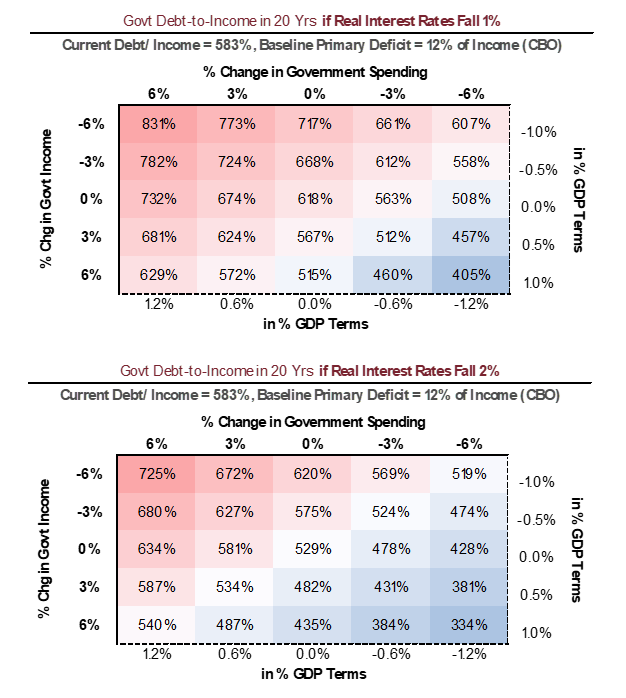 Govt Debt-to-Income in 20 Yrs if Real Interest Rates Fall 1%
Current Debt/ Income = 583%, Baseline Primary Deficit = 12% of Income (CBO)
% Change in Government Spending
6% 3% 0% -3% -6%
-6% 831% 773% 717% 661% 607% -1.0%
-3% 782% 724% 668% 612% 558% -0.5%
0% 732% 674% 618% 563% 508% 0.0%
3% 681% 624% 567% 512% 457% 0.5%
6% 629% 572% 515% 460% 405% 1.0%
% Chg in Govt Income
in % GDP Terms
1.2% 0.6% 0.0% -0.6% -1.2%
in % GDP Terms
Govt Debt-to-Income in 20 Yrs if Real Interest Rates Fall 2%
Current Debt/ Income = 583%, Baseline Primary Deficit = 12% of Income (CBO)
% Change in Government Spending
6% 3% 0% -3% -6%
-6% 725% 672% 620% 569% 519% -1.0%
-3% 680% 627% 575% 524% 474% -0.5%
0% 634% 581% 529% 478% 428% 0.0%
3% 587% 534% 482% 431% 381% 0.5%
6% 540% 487% 435% 384% 334% 1.0%
% Chg in Govt Income
in % GDP Terms
1.2% 0.6% 0.0% -0.6% -1.2%
in % GDP Terms